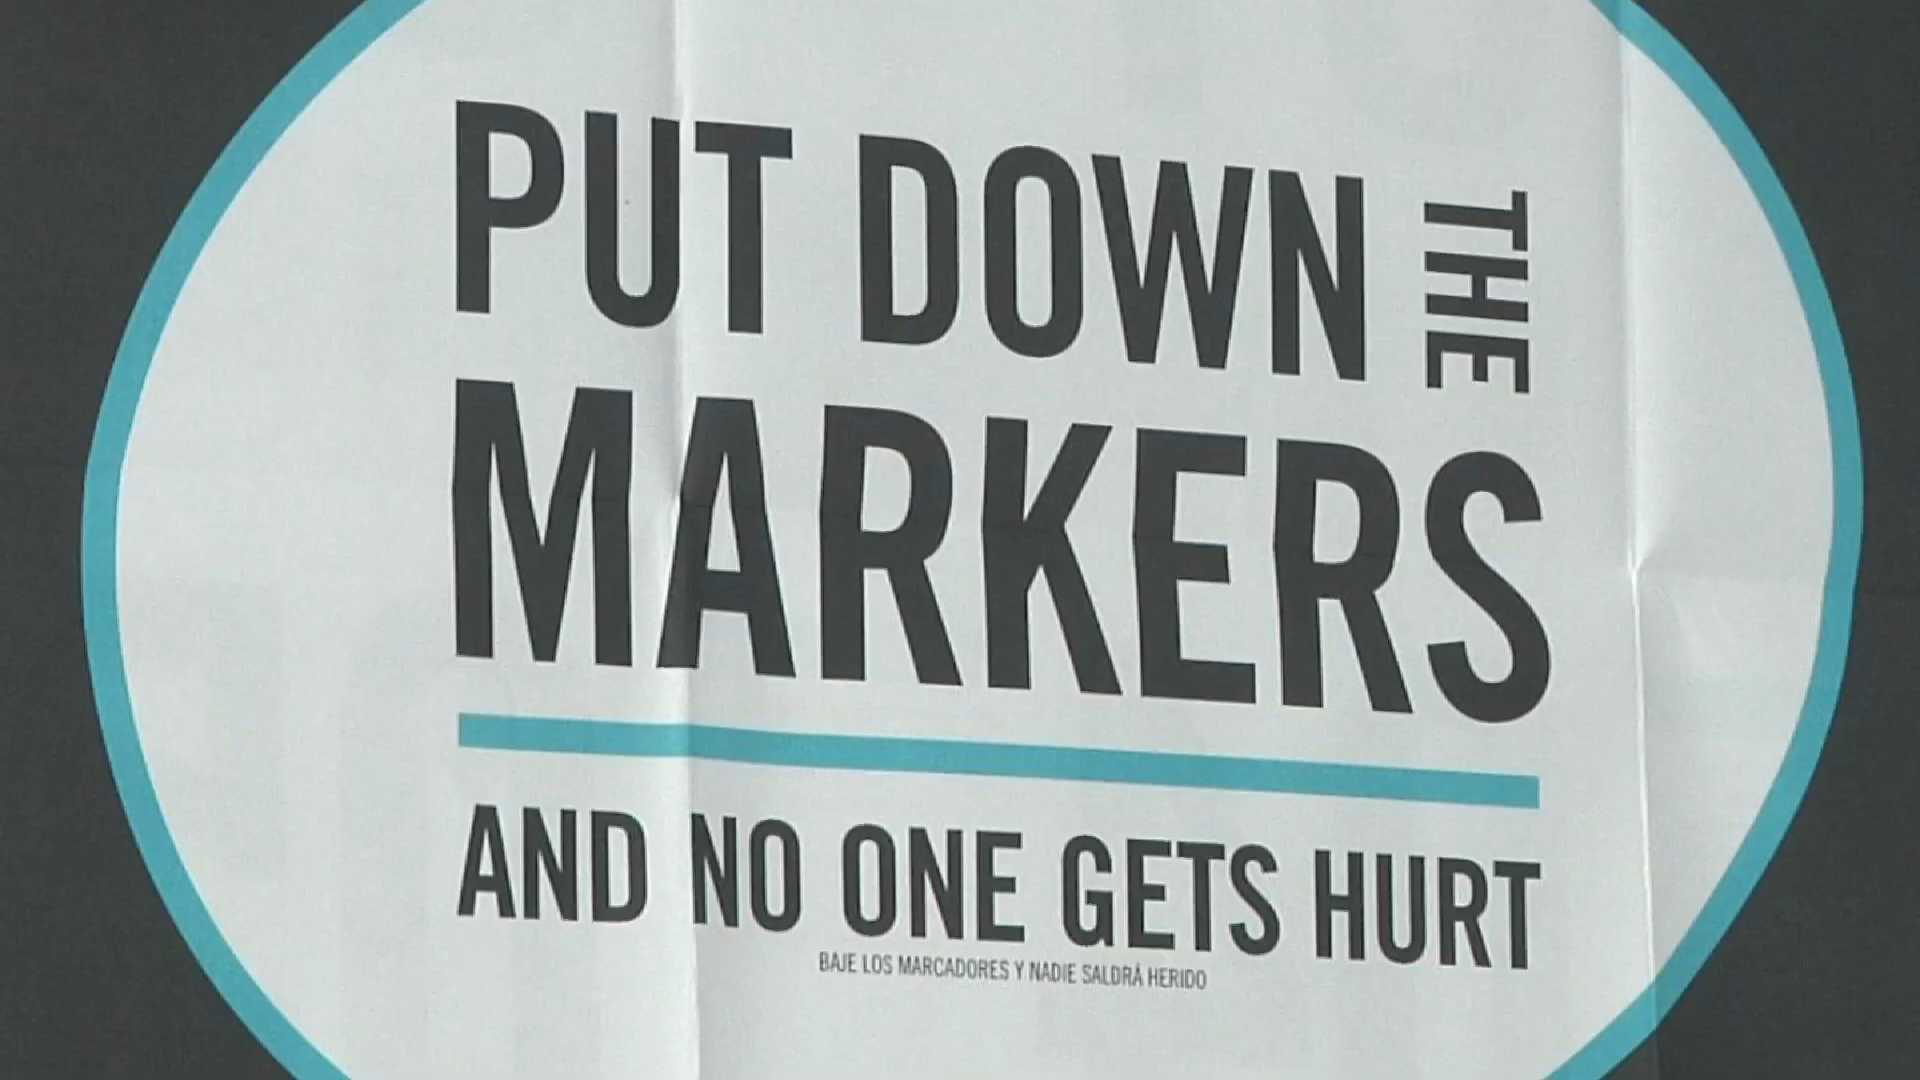 PUT DOWN THE
MARKERS
AND NO ONE GETS HURT
BAJE LOS MARCADORES Y NADIE SALDRÁ HERIDO